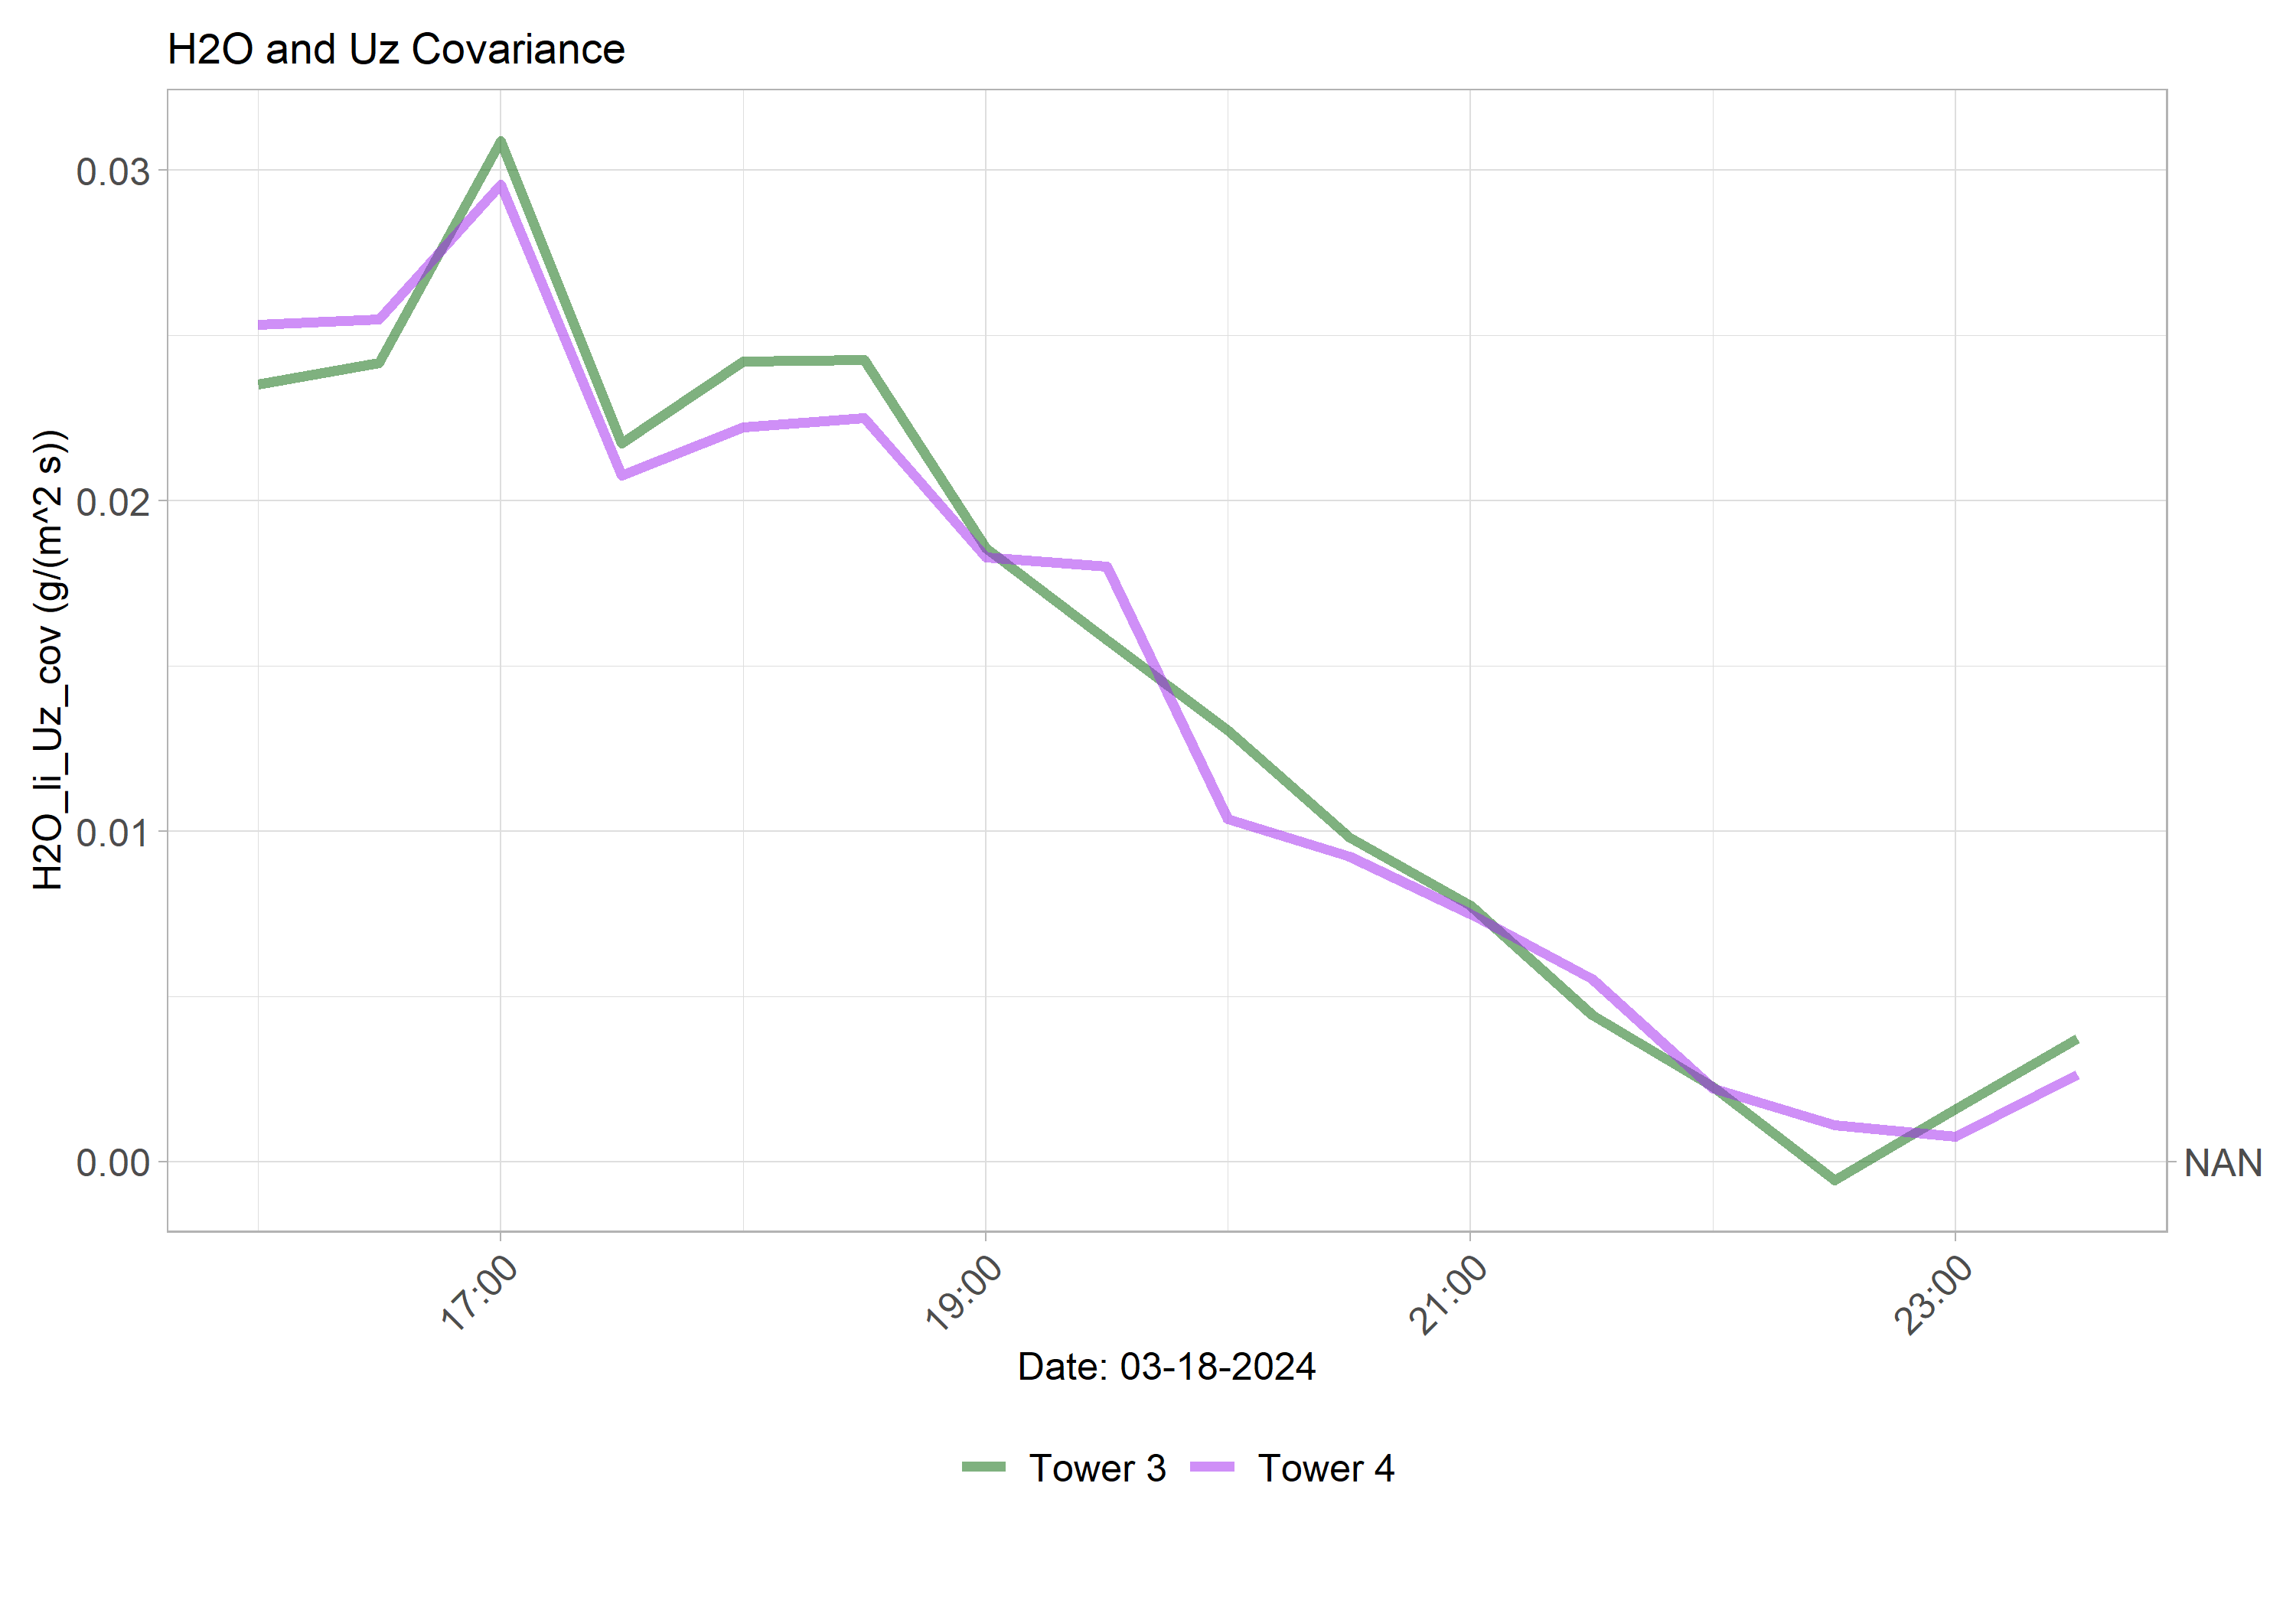 H2O and Uz Covariance
H2O_li_Uz_cov (g/(m^2 s))
0.03
0.02
0.01
0.00
NAN
17:00
19:00
21:00
23:00
Date: 03-18-2024
Tower 3
Tower 4